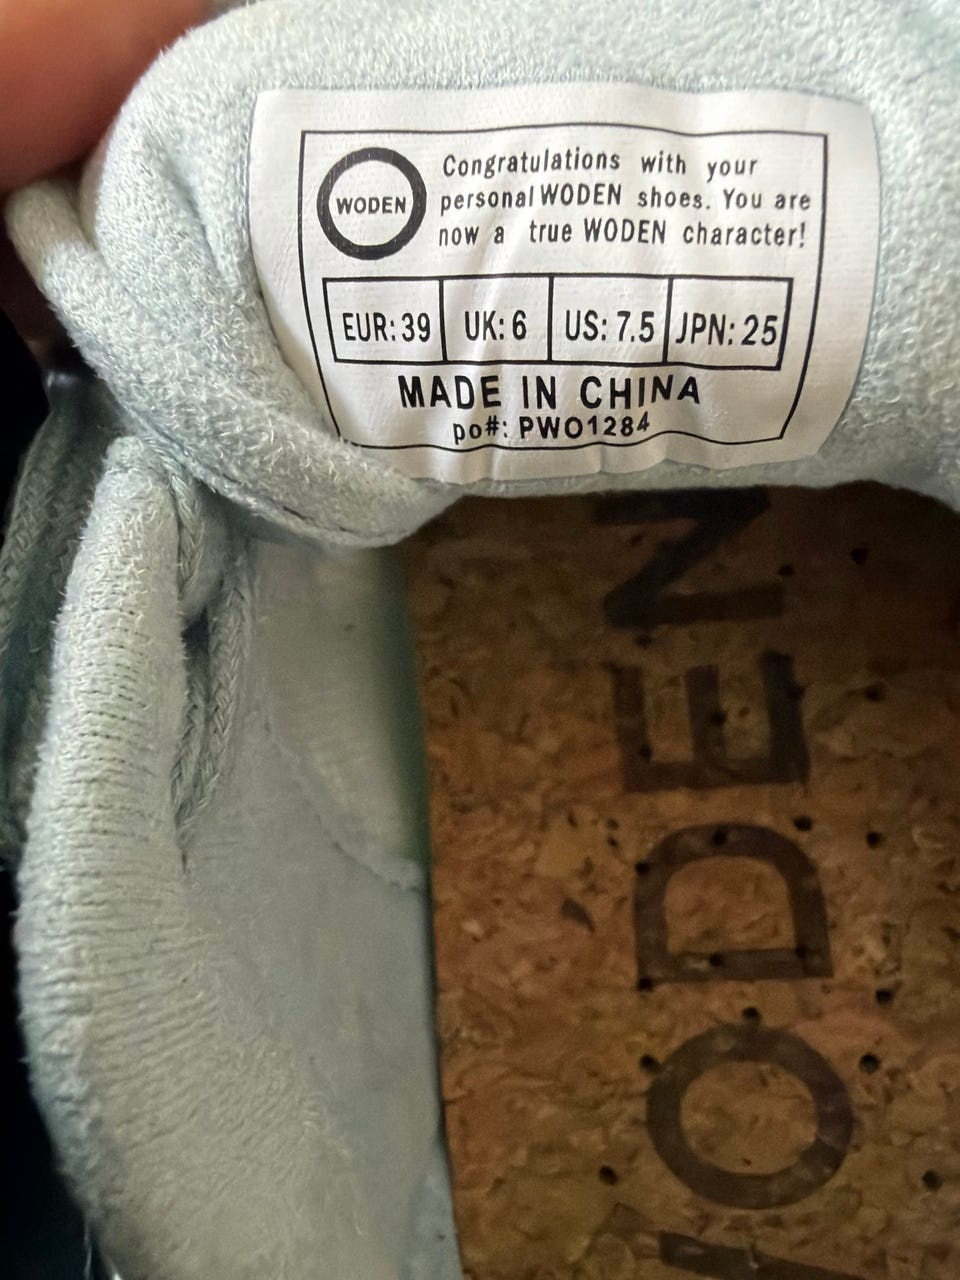 WODEN
Congratulations with your
personal WODEN shoes. You are
now a true WODEN character!
EUR: 39 UK: 6 US: 7.5 JPN: 25
MADE IN CHINA
po#: PWO1284
WODEN